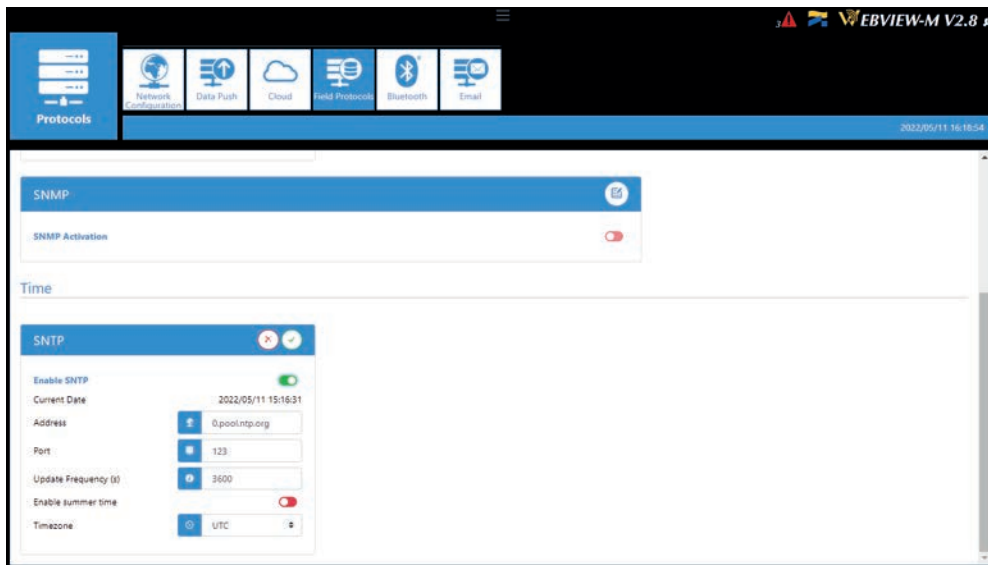 3
WEBVIEW-M V2.8
Protocols
Network Configuration
Data Push
Cloud
Field Protocols
Bluetooth
Email
2022/05/11 16:18:54
SNMP
SNMP Activation
Time
SNTP
Enable SNTP
Current Date 2022/05/11 15:16:31
Address 0.pool.ntp.org
Port 123
Update Frequency (s) 3600
Enable summer time
Timezone UTC